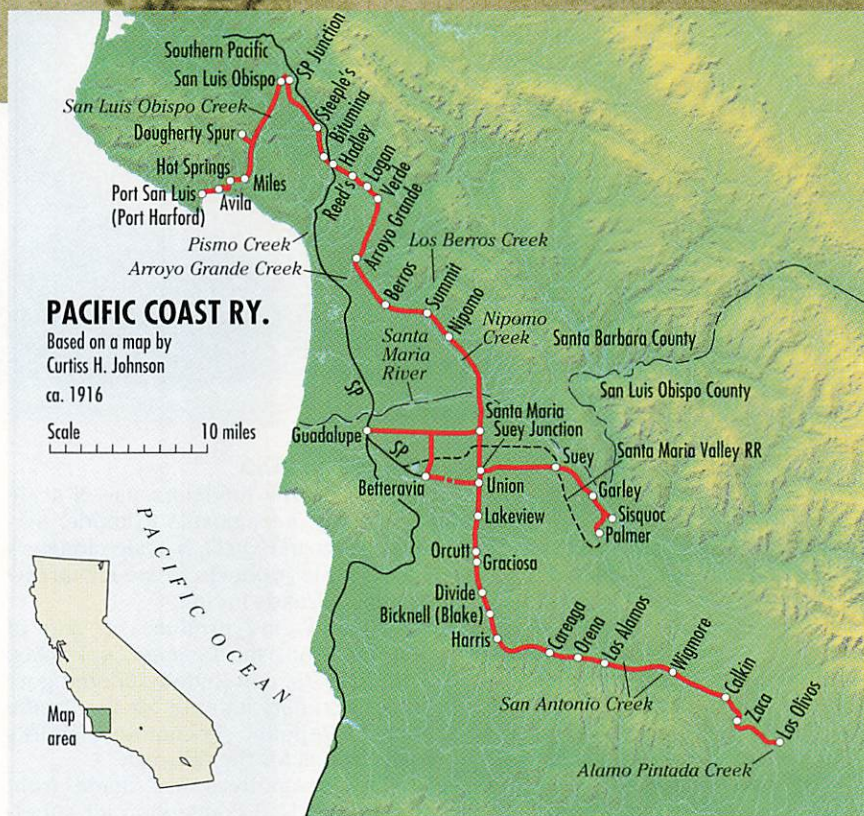 Southern Pacific
SP Junction
San Luis Obispo
San Luis Obispo Creek
Steeple's
Bitumina
Dougherty Spur
Hadley
Logan
Hot Springs
Reed's
Verde
Miles
Port San Luis
(Port Harford)
Avila
Pismo Creek
Arroyo Grande
Los Berros Creek
Arroyo Grande Creek
Berros
Summit
PACIFIC COAST RY.
Based on a map by
Curtiss H. Johnson
ca. 1916
Nipomo
Nipomo
Creek
Santa
Maria
River
Santa Barbara County
San Luis Obispo County
SP
Scale
10 miles
Guadalupe
Santa Maria
Suey Junction
SP
Suey
Santa Maria Valley RR
Betteravia
Union
Garley
Sisquoc
Lakeview
Palmer
Orcutt
Graciosa
PACIFIC OCEAN
Divide
Bicknell (Blake)
Harris
Careaga
Orena
Los Alamos
Wigmore
San Antonio Creek
Calkin
Zaca
Los Olivos
Map
area
Alamo Pintada Creek